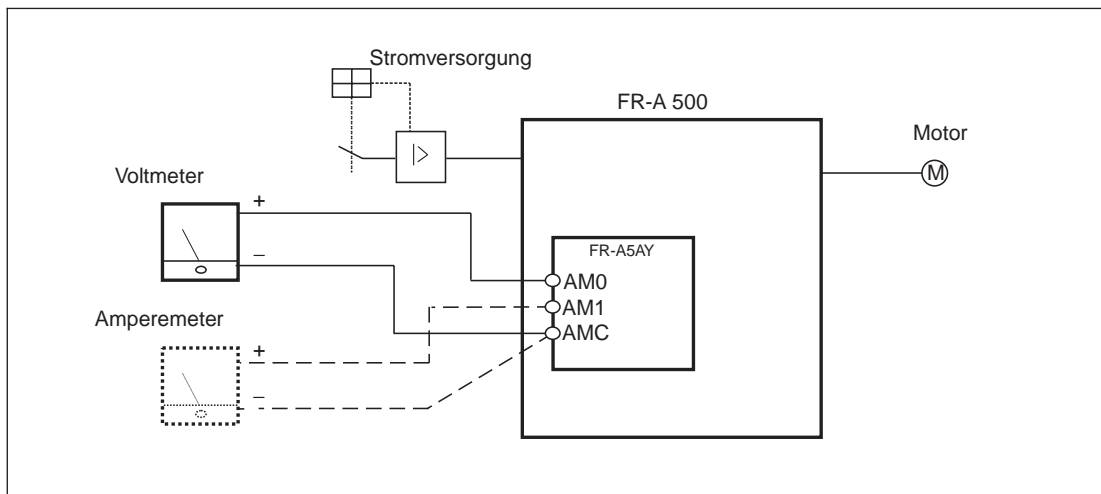 Stromversorgung
FR-A 500
Motor
M
Voltmeter
+
–
FR-A5AY
AM0
AM1
AMC
Amperemeter
+
–